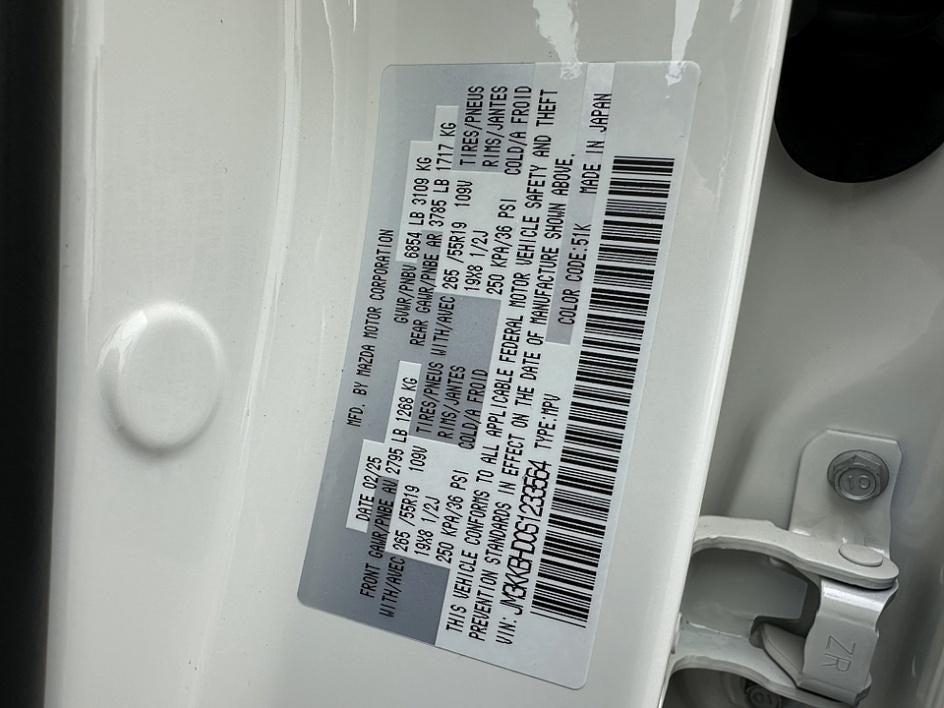 MFD. BY MAZDA MOTOR CORPORATION
DATE 02/25 GVWR/PNBV 6854 LB 3109 KG
FRONT GAWR/PNBE AV 2795 LB 1268 KG REAR GAWR/PNBE AR 3785 LB 1717 KG
WITH/AVEC 265 /55R19 109V TIRES/PNEUS WITH/AVEC 265 /55R19 109V TIRES/PNEUS
19X8 1/2J RIMS/JANTES 19X8 1/2J RIMS/JANTES
250 KPA/36 PSI COLD/A FROID 250 KPA/36 PSI COLD/A FROID
THIS VEHICLE CONFORMS TO ALL APPLICABLE FEDERAL MOTOR VEHICLE SAFETY AND THEFT
PREVENTION STANDARDS IN EFFECT ON THE DATE OF MANUFACTURE SHOWN ABOVE.
VIN: JM3KKBHD0S1233564 TYPE:MPV COLOR CODE:51K MADE IN JAPAN
ZR